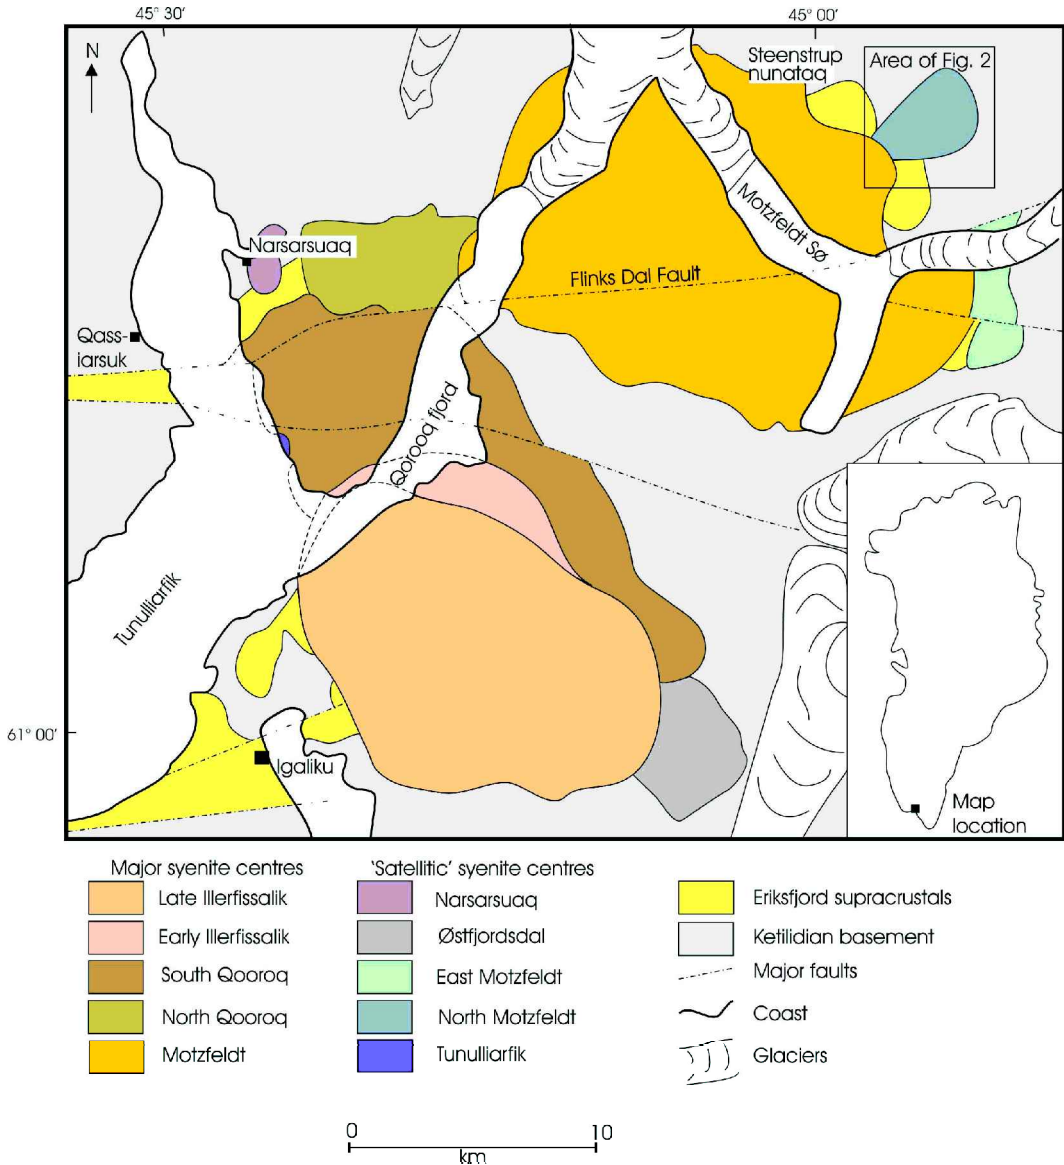 45° 30'
45° 00'
N
Steenstrup
nunataq
Area of Fig. 2
Motzfeldt Sø
Narsarsuaq
Flinks Dal Fault
Qass-
iarsuk
Qorooq fjord
Tunulliarfik
61° 00'
Igaliku
Map
location
Major syenite centres
Late Illerfissalik
Early Illerfissalik
South Qooroq
North Qooroq
Motzfeldt
'Satellitic' syenite centres
Narsarsuaq
Østfjordsdal
East Motzfeldt
North Motzfeldt
Tunulliarfik
Eriksfjord supracrustals
Ketilidian basement
Major faults
Coast
Glaciers
0
10
km